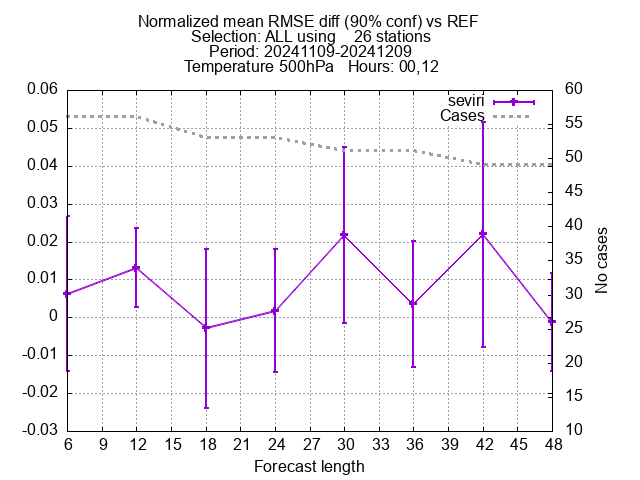 Normalized mean RMSE diff (90% conf) vs REF
Selection: ALL using    26 stations
Period: 20241109-20241209
Temperature 500hPa   Hours: 00,12
seviri
Cases
0.06
0.05
0.04
0.03
0.02
0.01
0
-0.01
-0.02
-0.03
60
55
50
45
40
35
30
25
20
15
10
No cases
6 9 12 15 18 21 24 27 30 33 36 39 42 45 48
Forecast length